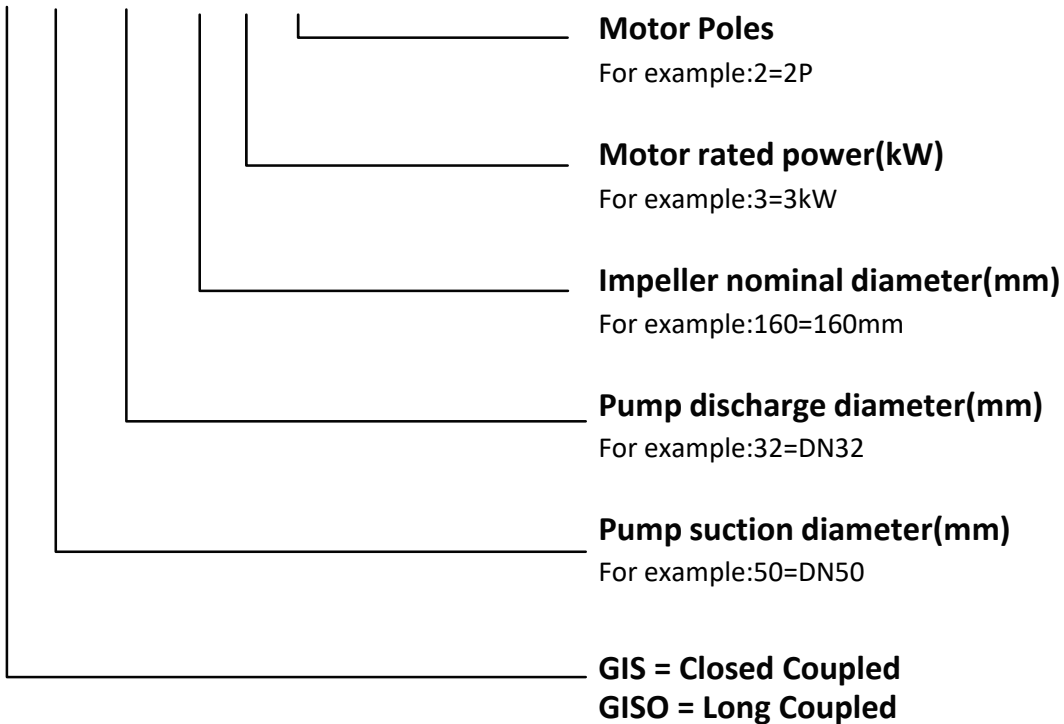 Motor Poles
For example:2=2P
Motor rated power(kW)
For example:3=3kW
Impeller nominal diameter(mm)
For example:160=160mm
Pump discharge diameter(mm)
For example:32=DN32
Pump suction diameter(mm)
For example:50=DN50
GIS = Closed Coupled
GISO = Long Coupled